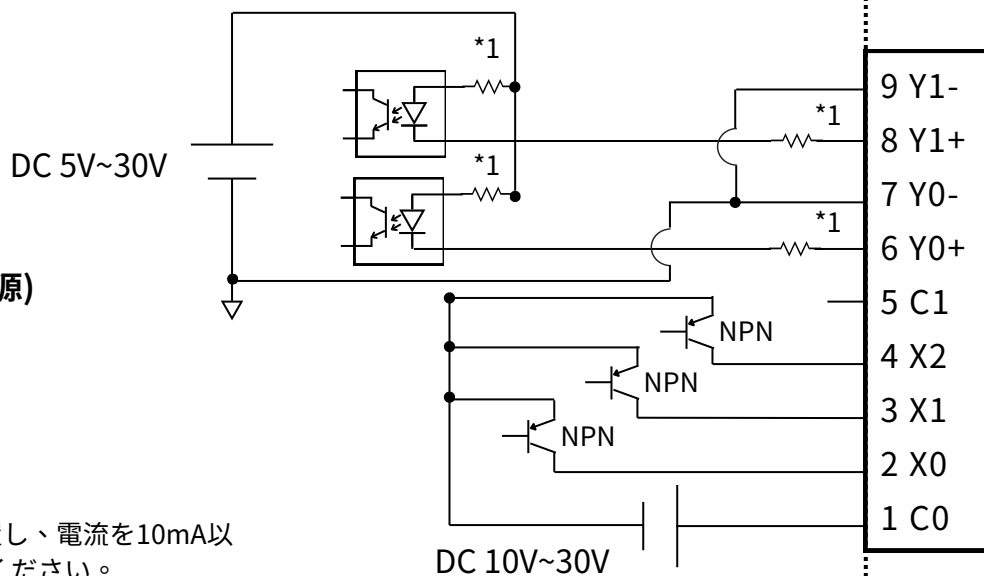 *1
9 Y1-
*1
8 Y1+
DC 5V~30V
*1
7 Y0-
*1
6 Y0+
源)
5 C1
NPN
4 X2
NPN
3 X1
NPN
2 X0
1 C0
し、電流を10mA以
ください。
DC 10V~30V